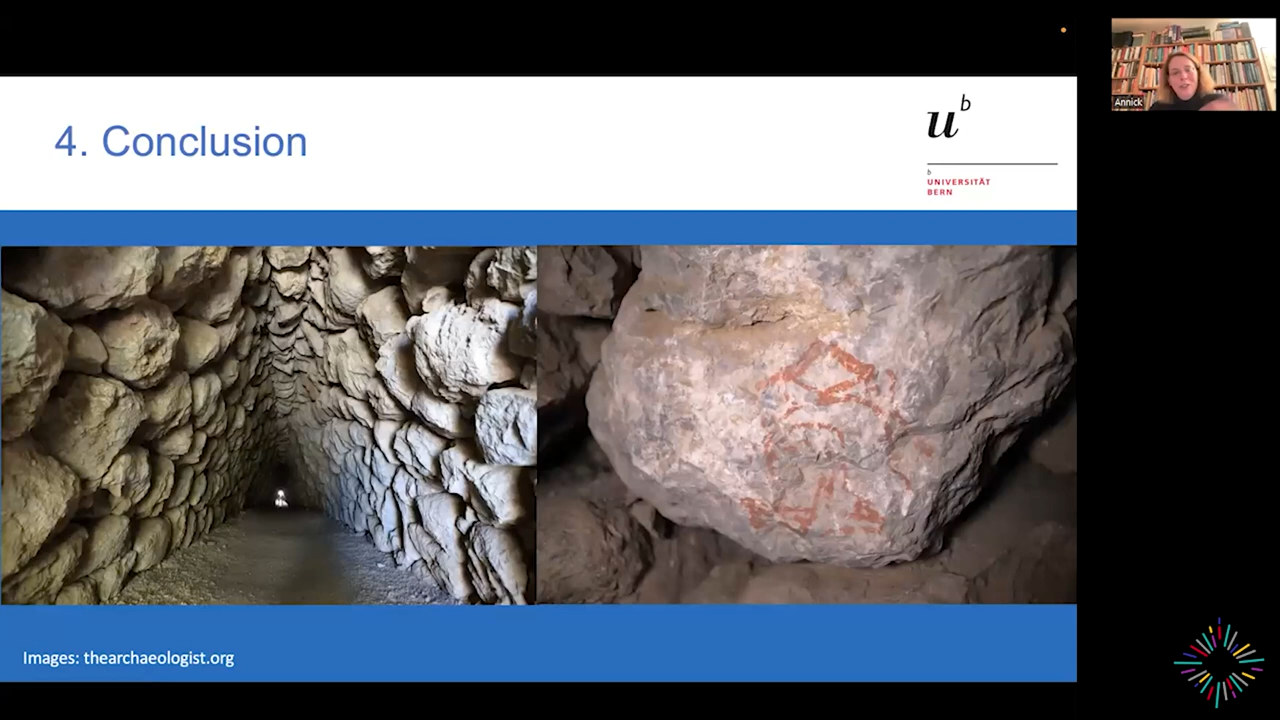 Annick
4. Conclusion
u
b
b
UNIVERSITÄT
BERN
Images: thearchaeologist.org